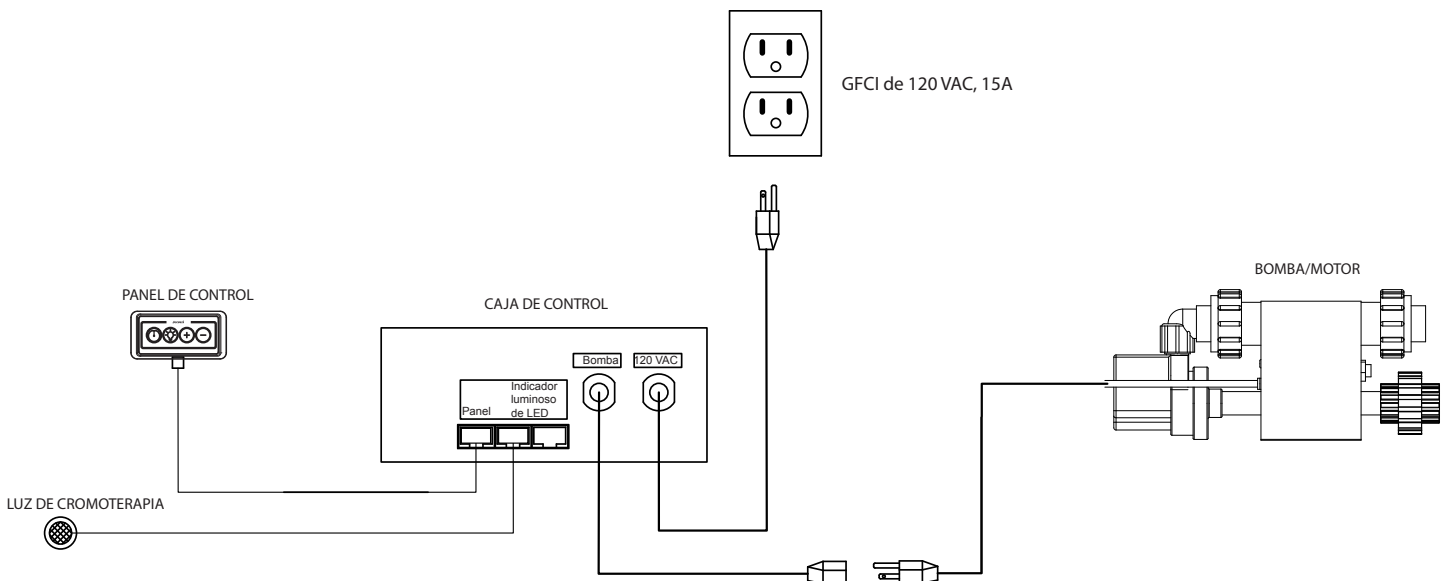 GFCI de 120 VAC, 15A
BOMBA/MOTOR
PANEL DE CONTROL
CAJA DE CONTROL
Bomba
120 VAC
Indicador
luminoso
de LED
Panel
LUZ DE CROMOTERAPIA